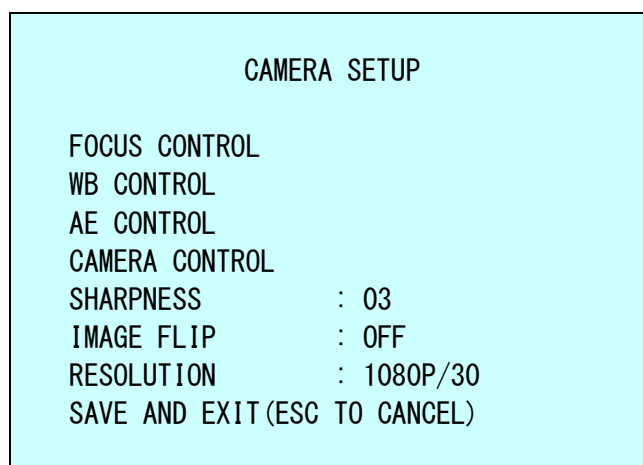 CAMERA SETUP
FOCUS CONTROL
WB CONTROL
AE CONTROL
CAMERA CONTROL
SHARPNESS : 03
IMAGE FLIP : OFF
RESOLUTION : 1080P/30
SAVE AND EXIT(ESC TO CANCEL)